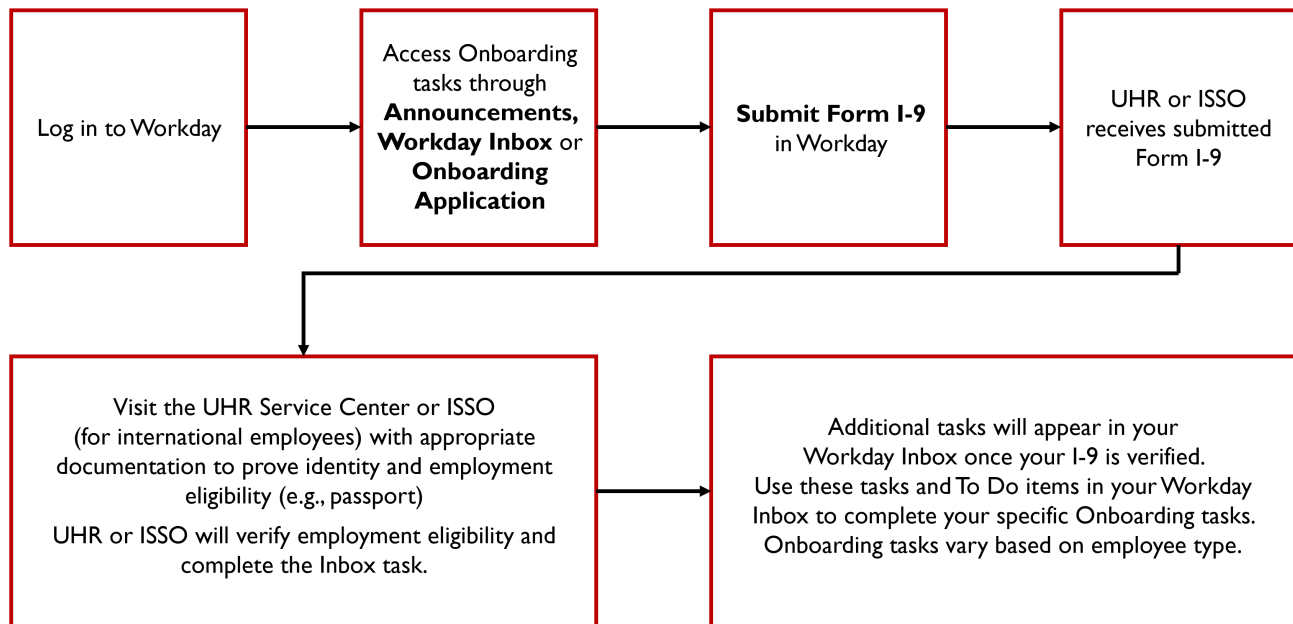 Log in to Workday
Access Onboarding
tasks through
Announcements,
Workday Inbox or
Onboarding
Application
Submit Form I-9
in Workday
UHR or ISSO
receives submitted
Form I-9
Visit the UHR Service Center or ISSO
(for international employees) with appropriate
documentation to prove identity and employment
eligibility (e.g., passport)
UHR or ISSO will verify employment eligibility and
complete the Inbox task.
Additional tasks will appear in your
Workday Inbox once your I-9 is verified.
Use these tasks and To Do items in your Workday
Inbox to complete your specific Onboarding tasks.
Onboarding tasks vary based on employee type.